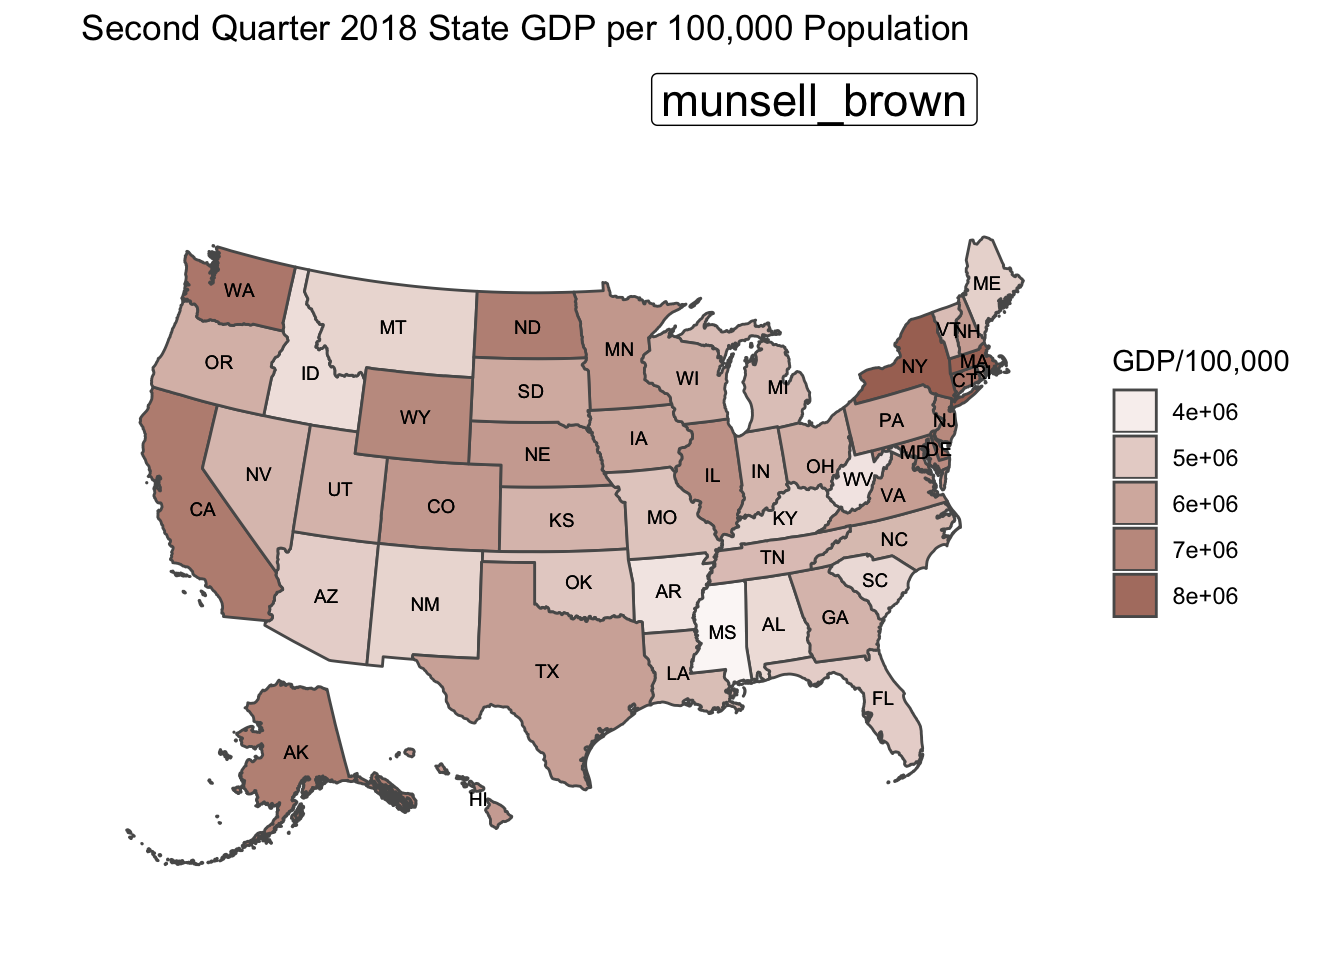 Second Quarter 2018 State GDP per 100,000 Population
munsell_brown
ME
WA
MT
ND
MN
VT
NH
OR
ID
SD
WI
MI
NY
MA
RI
CT
WY
NE
IA
PA
NJ
NV
UT
CO
KS
MO
IL
IN
OH
WV
MD
DE
VA
CA
KY
NC
TN
AZ
NM
OK
AR
SC
MS
AL
GA
TX
LA
FL
AK
HI
GDP/100,000
4e+06
5e+06
6e+06
7e+06
8e+06